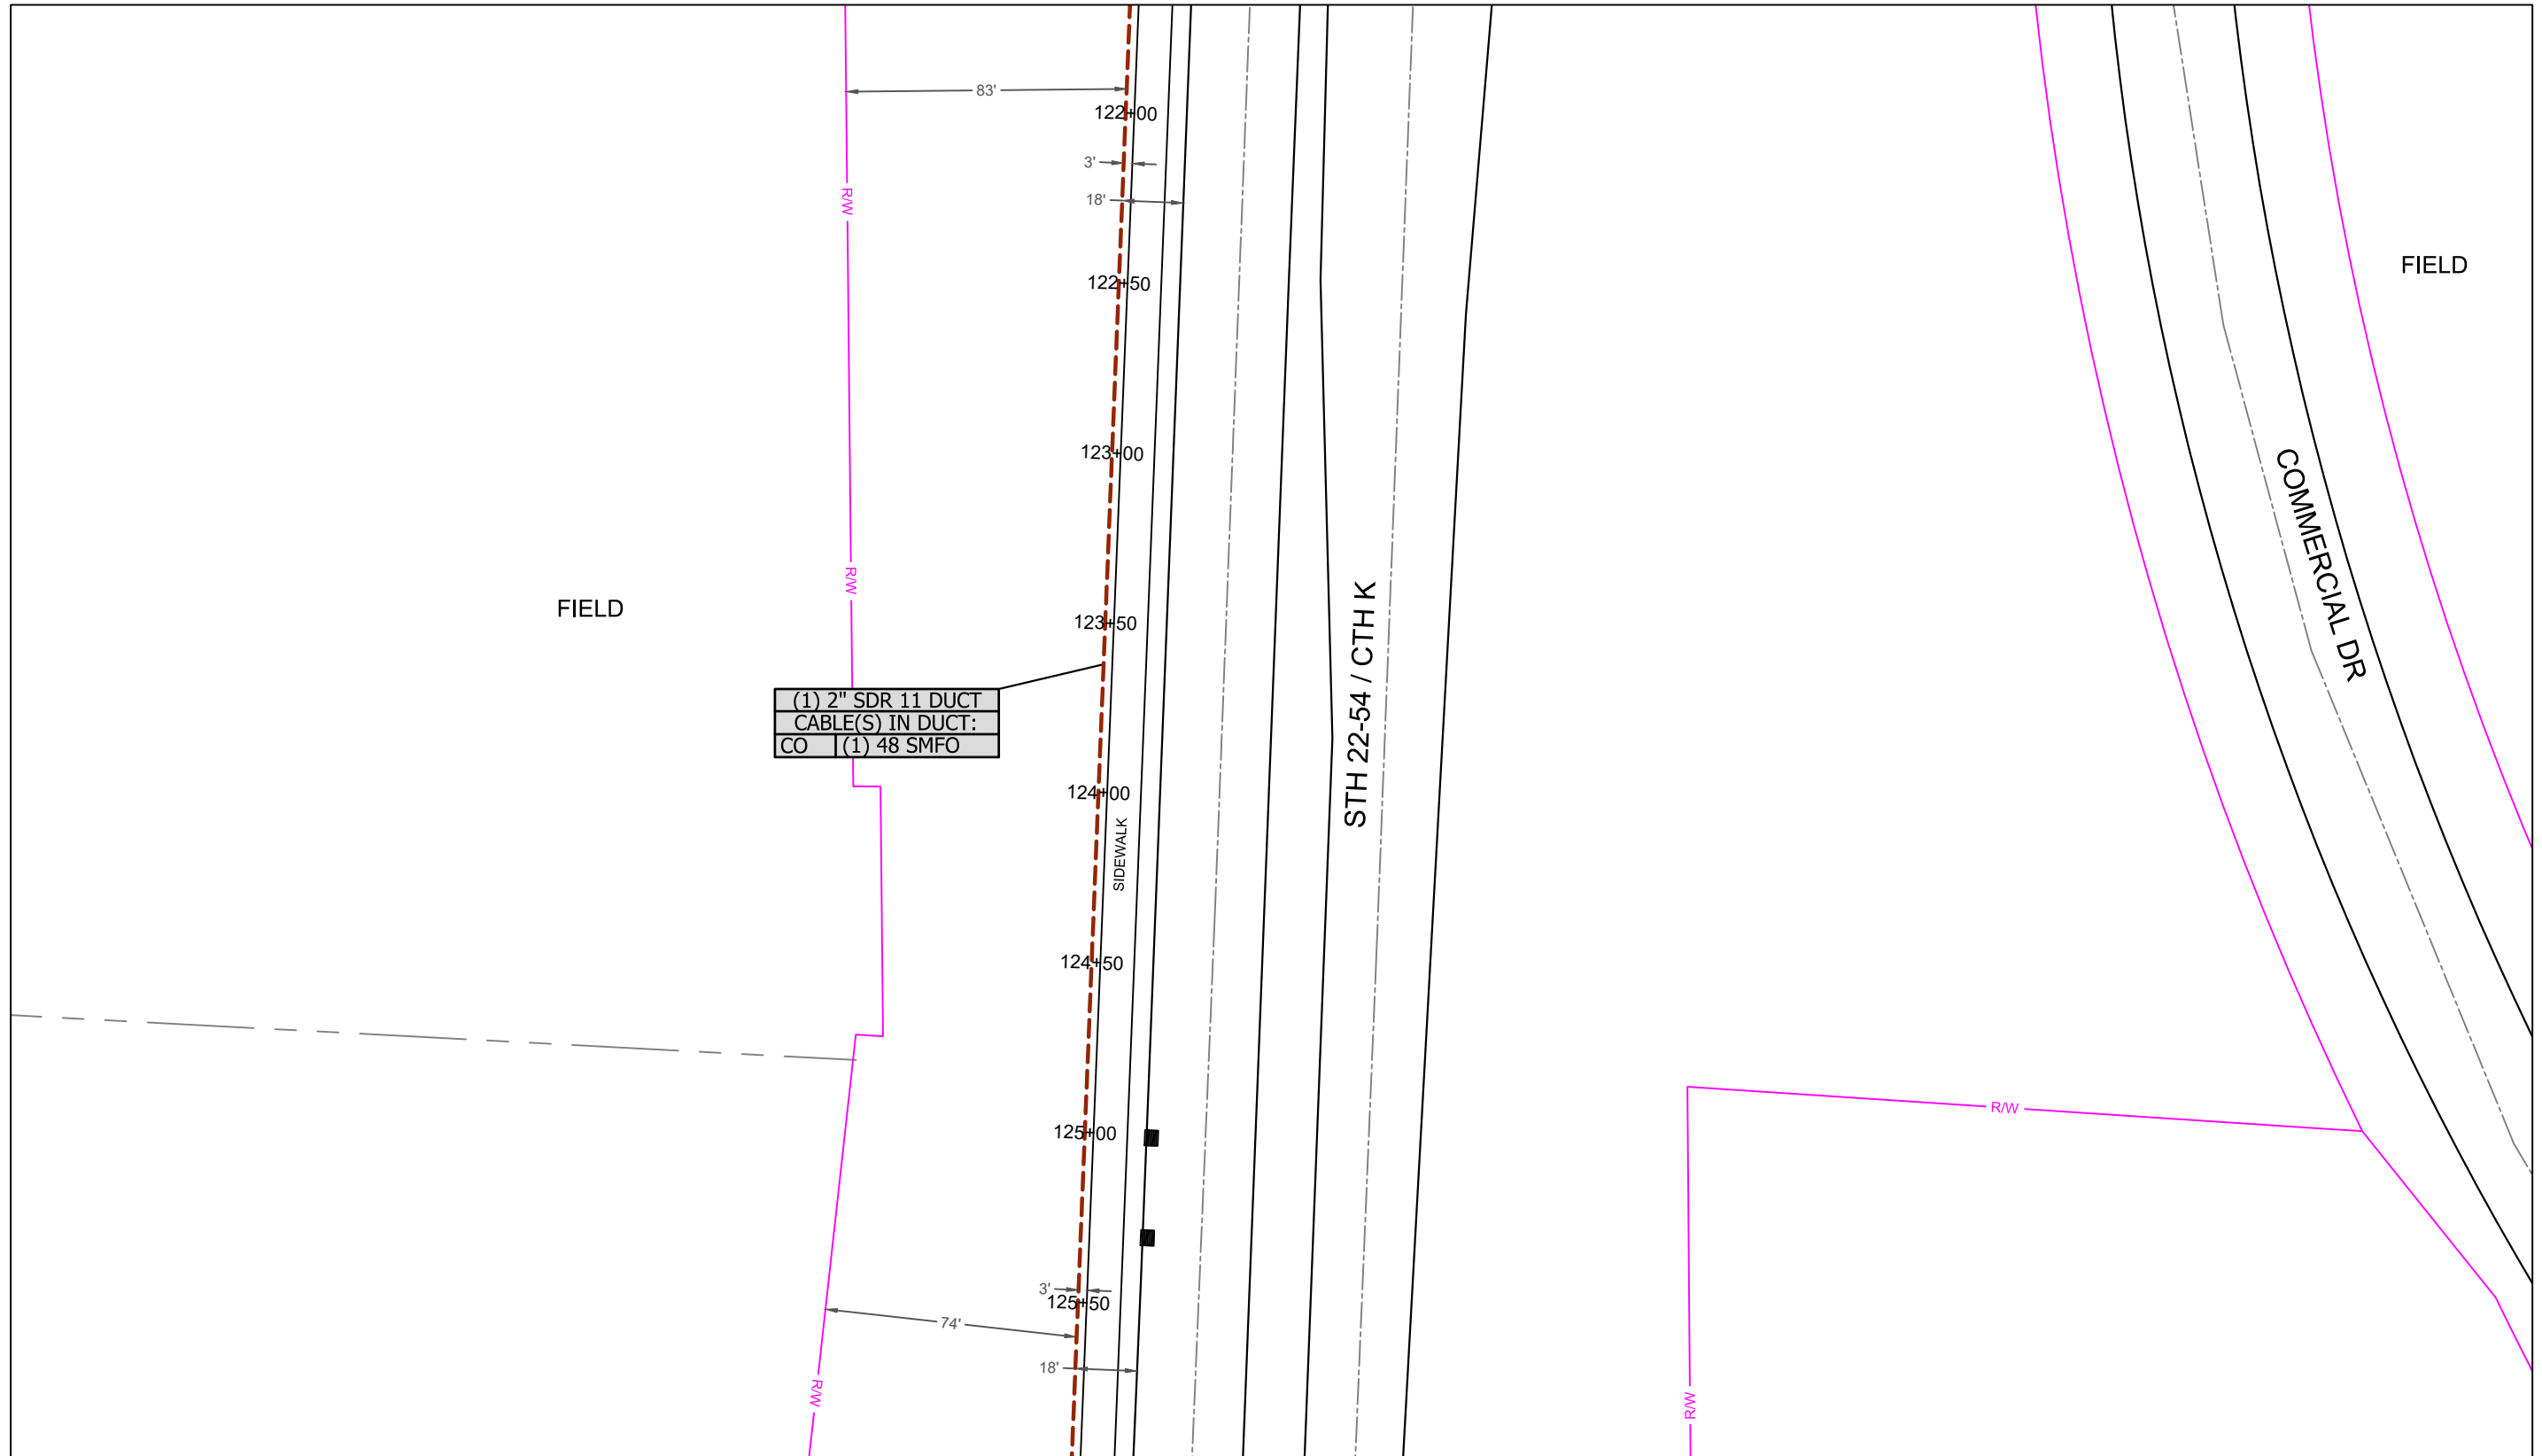 83'
122+00
3'
R/W
18'
FIELD
122+50
COMMERCIAL DR
123+00
R/W
FIELD
123+50
STH 22-54 / CTH K
(1) 2" SDR 11 DUCT
CABLE(S) IN DUCT:
CO (1) 48 SMFO
124+00
SIDEWALK
124+50
R/W
125+00
3'
125+50
74'
18'
R/W
R/W